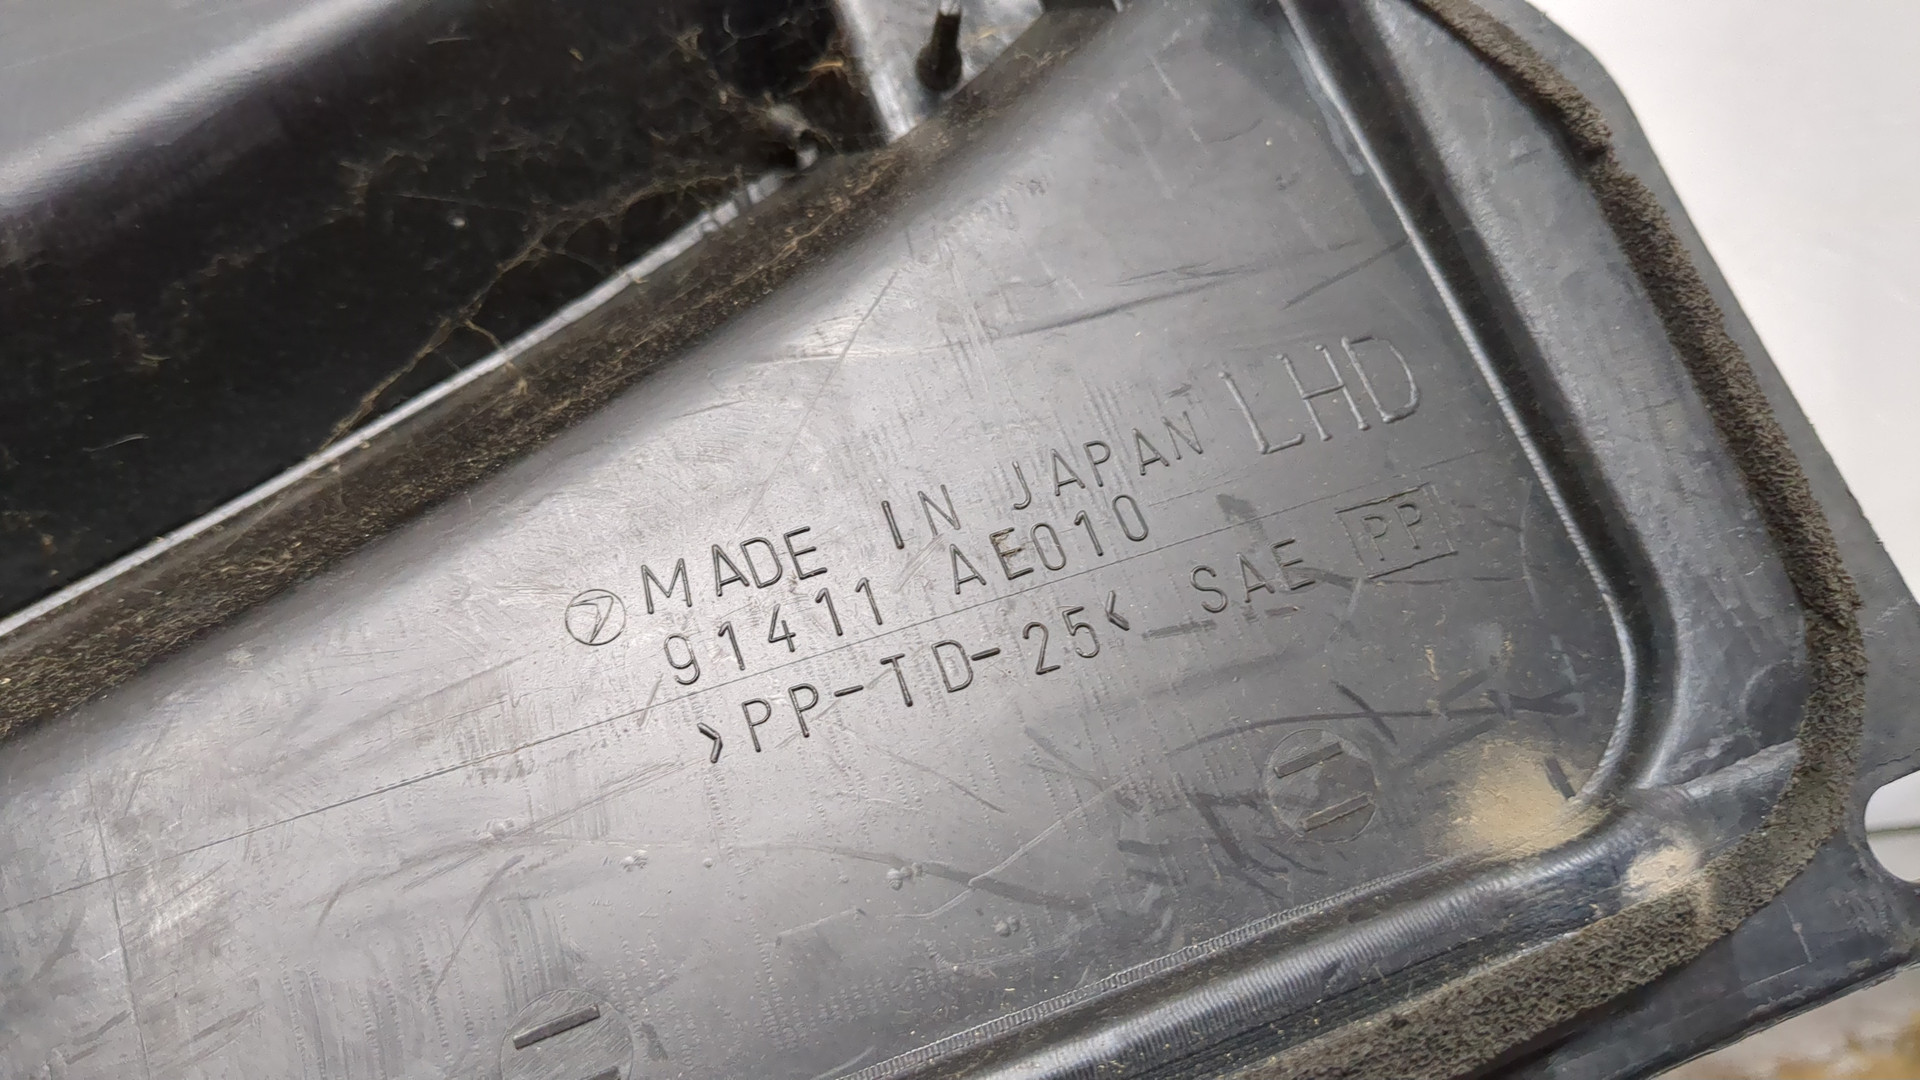 LHD
MADE IN JAPAN
91411 AE010
>PP-TD-25< SAE PP